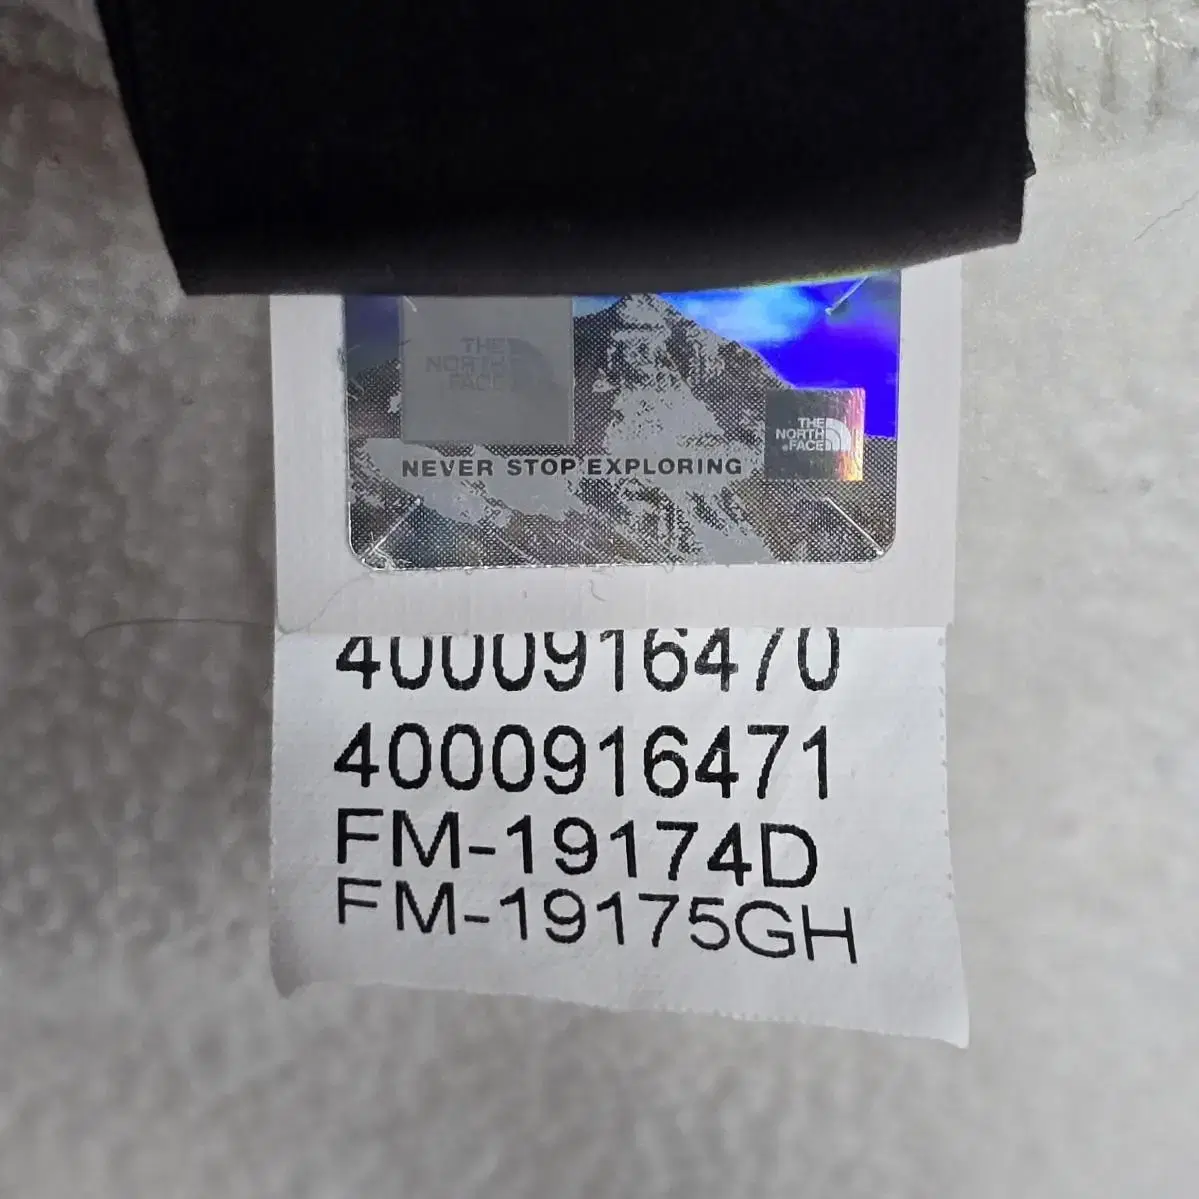 THE
NORTH
FACE
THE
NORTH
FACE
NEVER STOP EXPLORING
4000916470
4000916471
FM-19174D
FM-19175GH